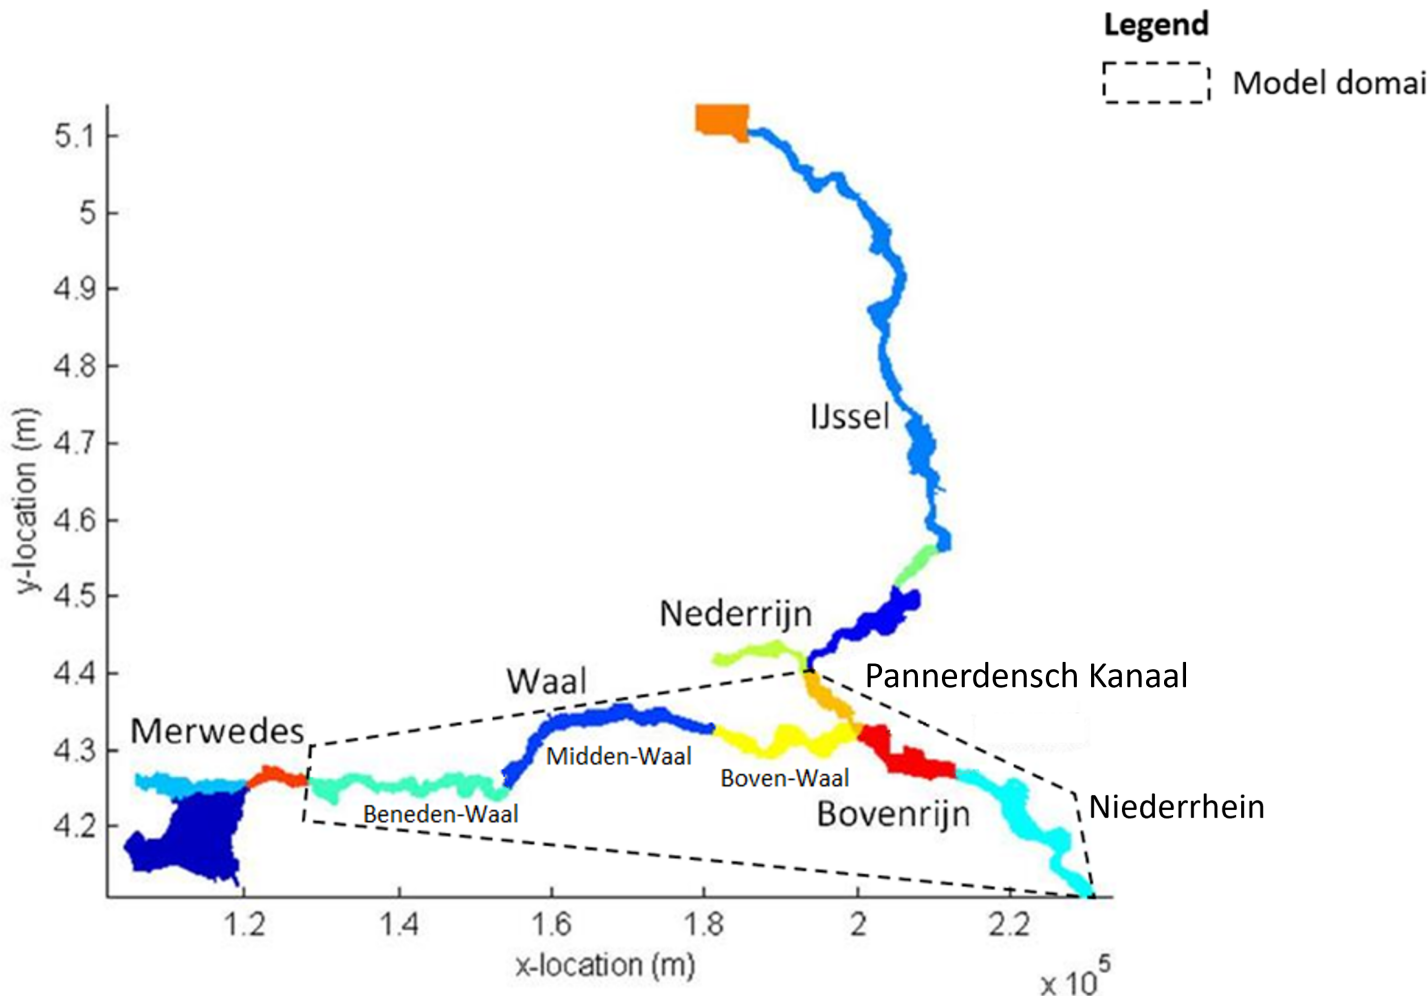 Legend
Model domai
5.1
5
4.9
4.8
4.7
4.6
4.5
4.4
4.3
4.2
y-location (m)
IJssel
Nederrijn
Pannerdensch Kanaal
Waal
Merwedes
Midden-Waal
Boven-Waal
Beneden-Waal
Bovenrijn
Niederrhein
1.2 1.4 1.6 1.8 2 2.2
x-location (m)
x 10^5